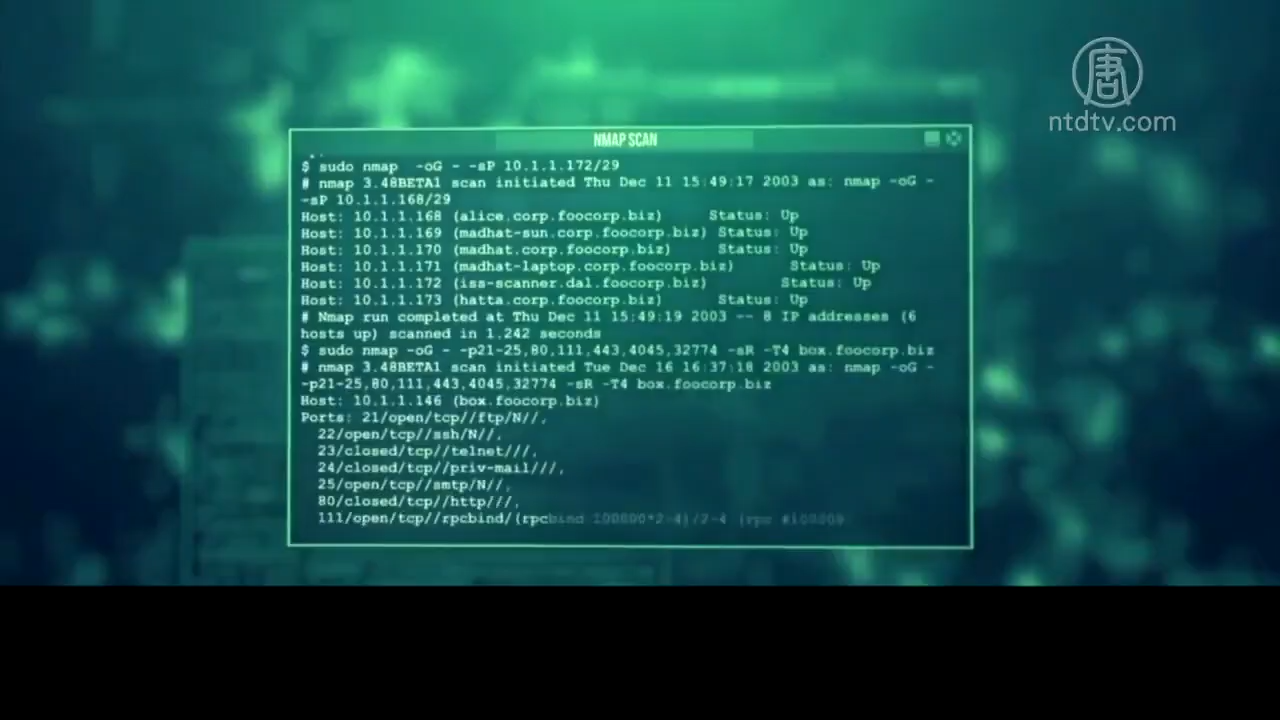 唐
ntdtv.com
NMAP SCAN
$ sudo nmap -oG - -sP 10.1.1.172/29
# nmap 3.48BETA1 scan initiated Thu Dec 11 15:49:17 2003 as: nmap -oG -
-sP 10.1.1.168/29
Host: 10.1.1.168 (alice.corp.foocorp.biz) Status: Up
Host: 10.1.1.169 (madhat-sun.corp.foocorp.biz) Status: Up
Host: 10.1.1.170 (madhat.corp.foocorp.biz) Status: Up
Host: 10.1.1.171 (madhat-laptop.corp.foocorp.biz) Status: Up
Host: 10.1.1.172 (iss-scanner.dal.foocorp.biz) Status: Up
Host: 10.1.1.173 (hatta.corp.foocorp.biz) Status: Up
# Nmap run completed at Thu Dec 11 15:49:19 2003 -- 8 IP addresses (6
hosts up) scanned in 1.242 seconds
$ sudo nmap -oG - -p21-25,80,111,443,4045,32774 -sR -T4 box.foocorp.biz
# nmap 3.48BETA1 scan initiated Tue Dec 16 16:37:18 2003 as: nmap -oG -
-p21-25,80,111,443,4045,32774 -sR -T4 box.foocorp.biz
Host: 10.1.1.146 (box.foocorp.biz)
Ports: 21/open/tcp//ftp/N//,
22/open/tcp//ssh/N//,
23/closed/tcp//telnet///,
24/closed/tcp//priv-mail///,
25/open/tcp//smtp/N//,
80/closed/tcp//http///,
111/open/tcp//rpcbind/(rpcbind 100000*2-4)/2-4 (rpc #100000)